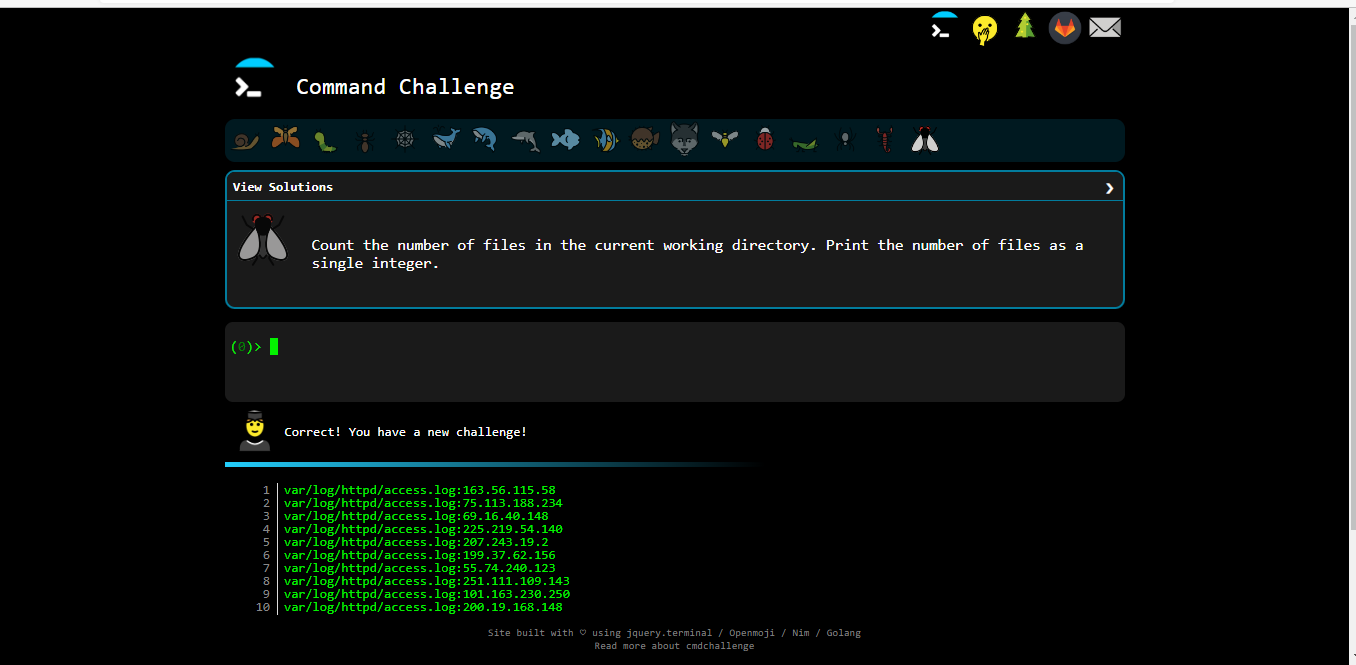 Command Challenge
View Solutions
Count the number of files in the current working directory. Print the number of files as a
single integer.
(0)>
Correct! You have a new challenge!
1 var/log/httpd/access.log:163.56.115.58
2 var/log/httpd/access.log:75.113.188.234
3 var/log/httpd/access.log:69.16.40.148
4 var/log/httpd/access.log:225.219.54.140
5 var/log/httpd/access.log:207.243.19.2
6 var/log/httpd/access.log:199.37.62.156
7 var/log/httpd/access.log:55.74.240.123
8 var/log/httpd/access.log:251.111.109.143
9 var/log/httpd/access.log:101.163.230.250
10 var/log/httpd/access.log:200.19.168.148
Site built with ♡ using jquery.terminal / Openmoji / Nim / Golang
Read more about cmdchallenge